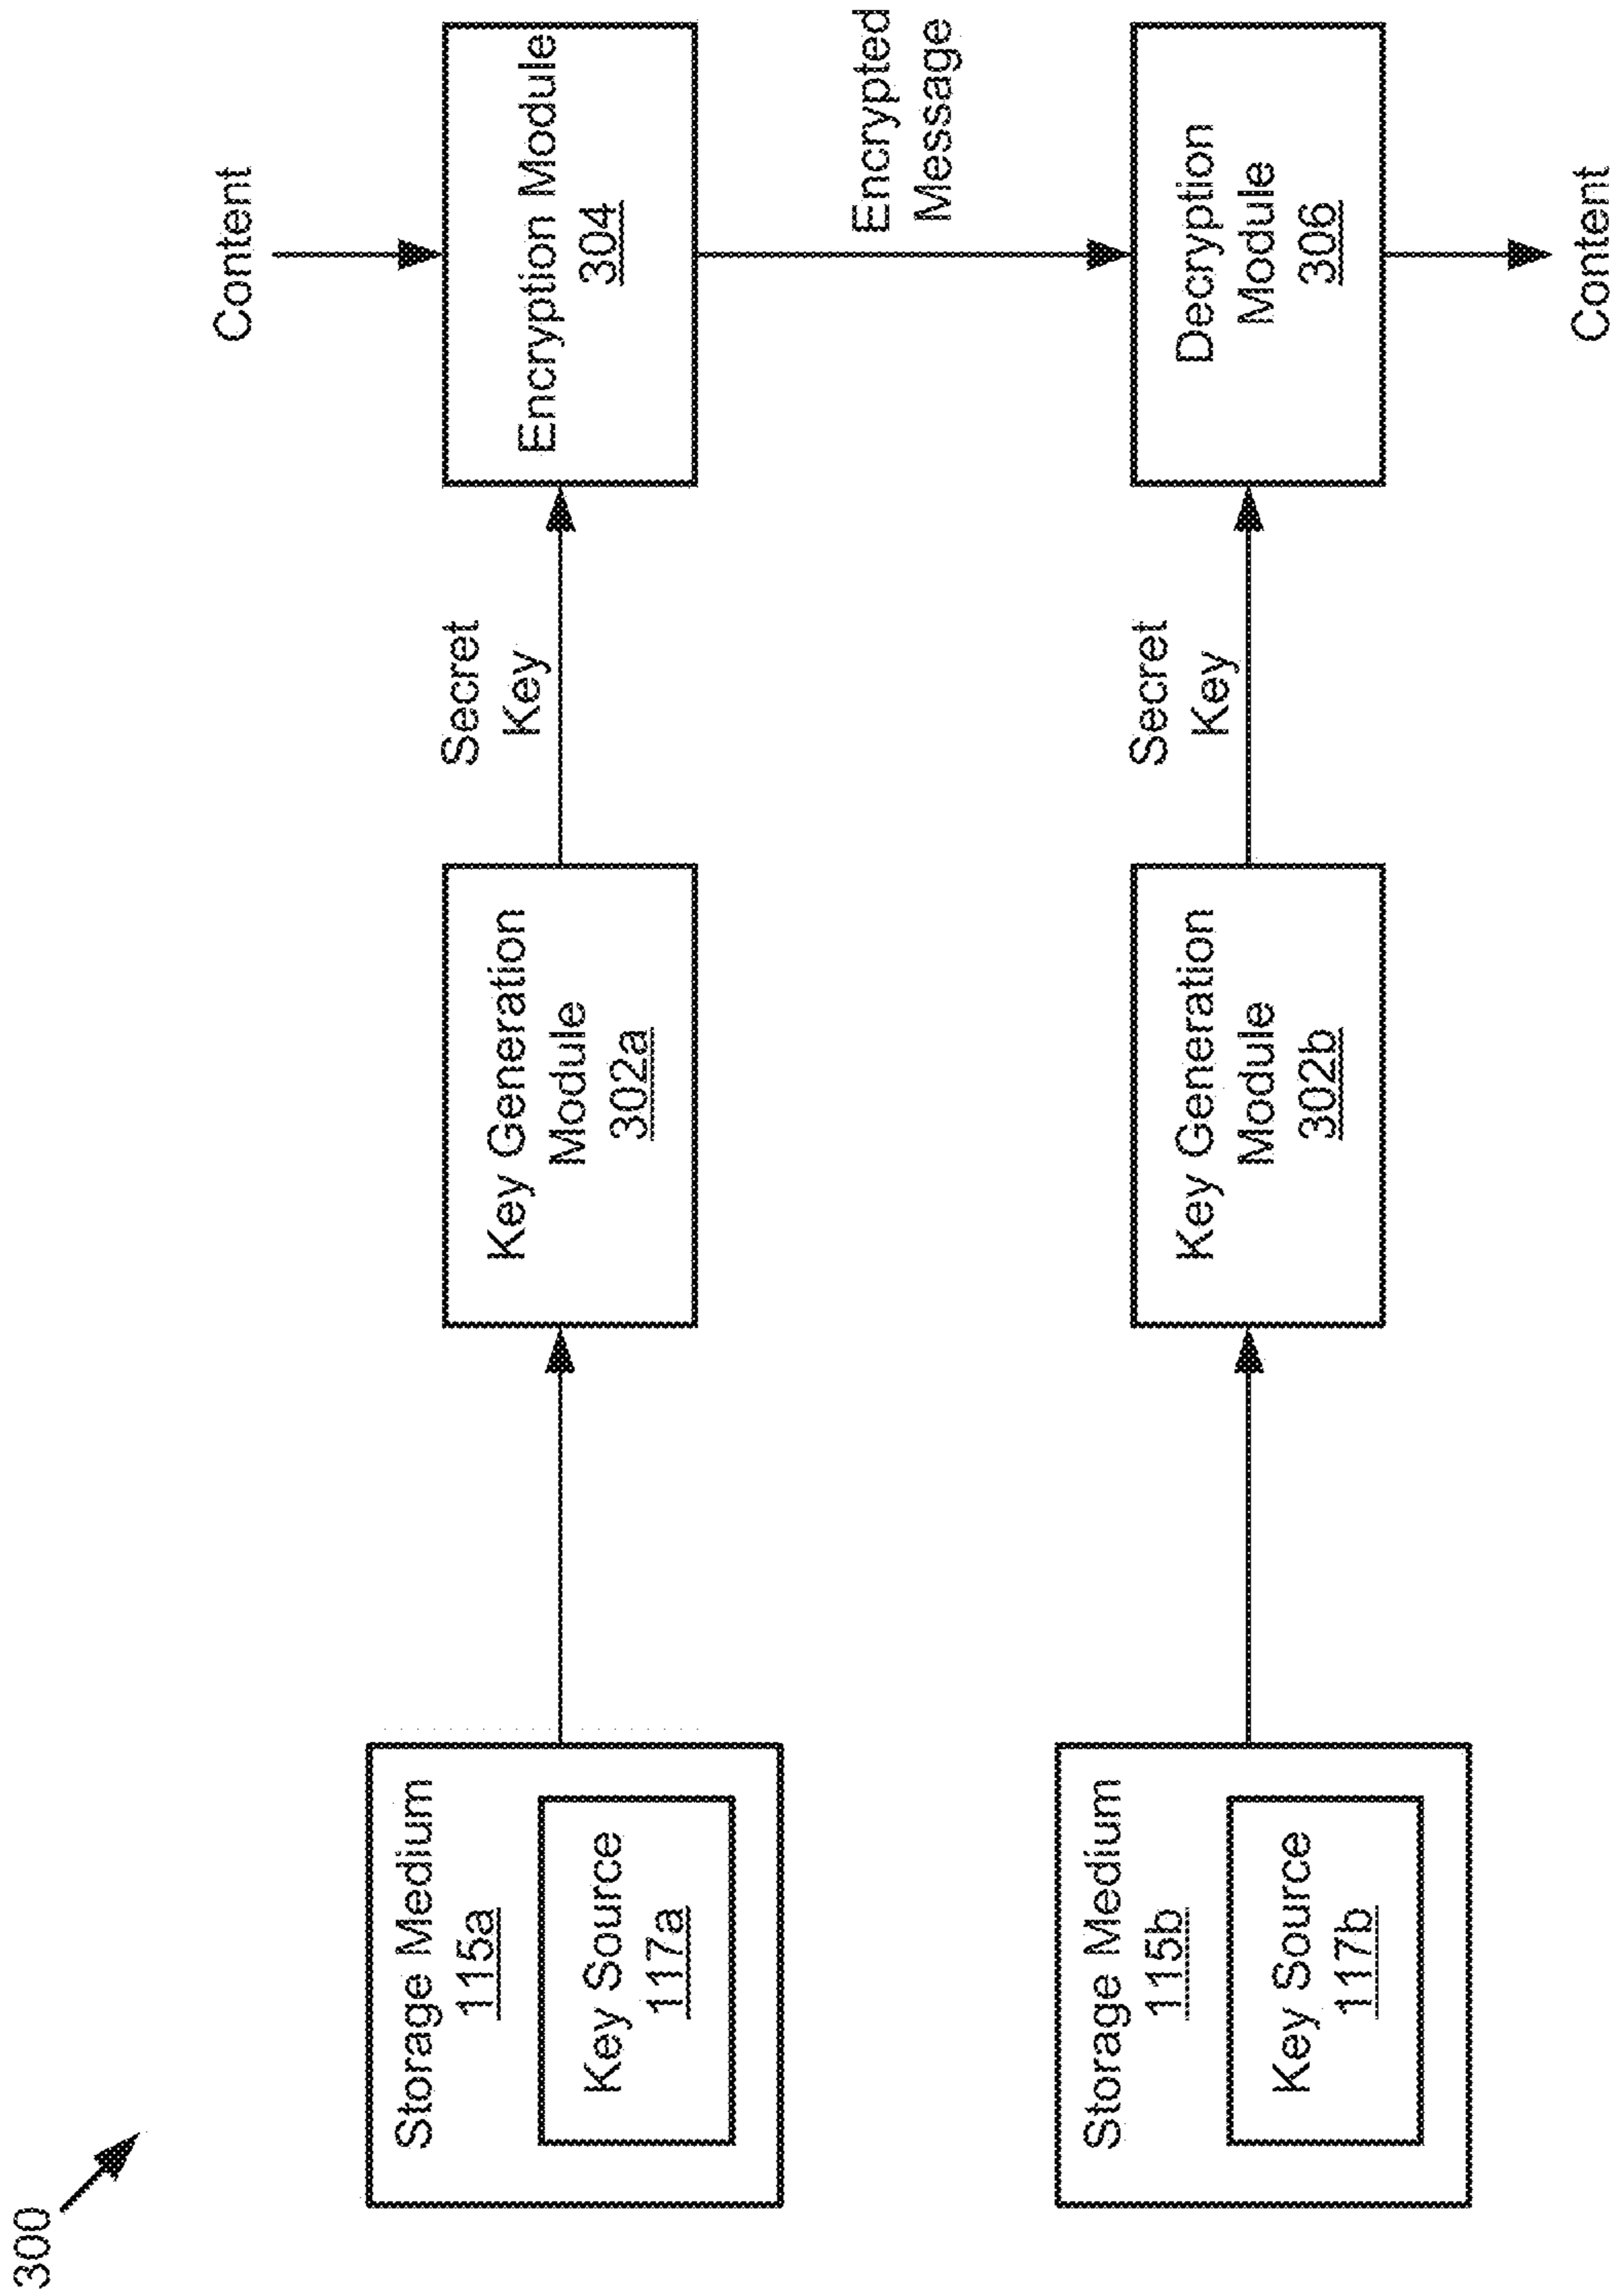 300
Storage Medium
115a
Key Source
117a
Key Generation
Module
302a
Secret
Key
Content
Encryption Module
304
Encrypted
Message
Storage Medium
115b
Key Source
117b
Key Generation
Module
302b
Secret
Key
Decryption
Module
306
Content